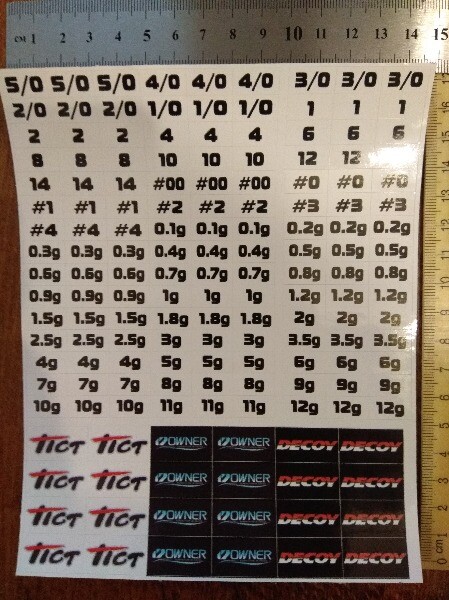 см 1 2 3 4 5 6 7 8 9 10 11 12 13 14 15
5/0 5/0 5/0 4/0 4/0 4/0 3/0 3/0 3/0
2/0 2/0 2/0 1/0 1/0 1/0 1 1 1
2 2 2 4 4 4 6 6 6
8 8 8 10 10 10 12 12
14 14 14 #00 #00 #00 #0 #0 #0
#1 #1 #1 #2 #2 #2 #3 #3 #3
#4 #4 #4 0.1g 0.1g 0.1g 0.2g 0.2g 0.2g
0.3g 0.3g 0.3g 0.4g 0.4g 0.4g 0.5g 0.5g 0.5g
0.6g 0.6g 0.6g 0.7g 0.7g 0.7g 0.8g 0.8g 0.8g
0.9g 0.9g 0.9g 1g 1g 1g 1.2g 1.2g 1.2g
1.5g 1.5g 1.5g 1.8g 1.8g 1.8g 2g 2g 2g
2.5g 2.5g 2.5g 3g 3g 3g 3.5g 3.5g 3.5g
4g 4g 4g 5g 5g 5g 6g 6g 6g
7g 7g 7g 8g 8g 8g 9g 9g 9g
10g 10g 10g 11g 11g 11g 12g 12g 12g
TICT TICT OWNER OWNER DECOY DECOY
TICT TICT OWNER OWNER DECOY DECOY
TICT TICT OWNER OWNER DECOY DECOY
TICT TICT OWNER OWNER DECOY DECOY